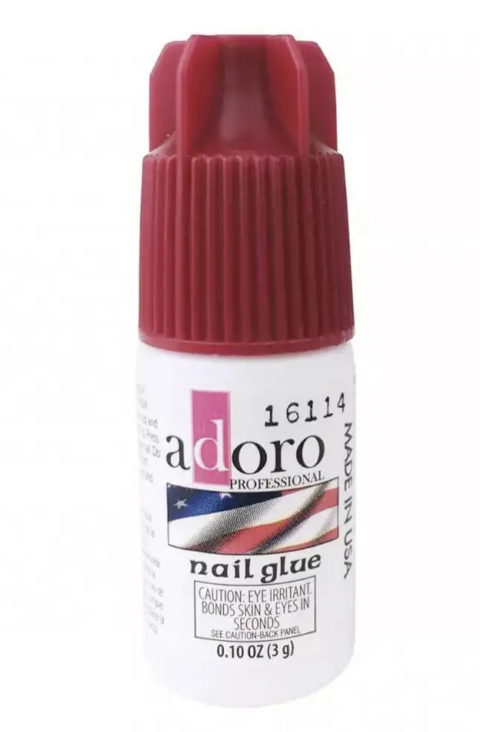 16114
adoro
PROFESSIONAL
MADE IN USA
nail glue
CAUTION: EYE IRRITANT.
BONDS SKIN & EYES IN
SECONDS
SEE CAUTION-BACK PANEL
0.10 OZ (3 g)